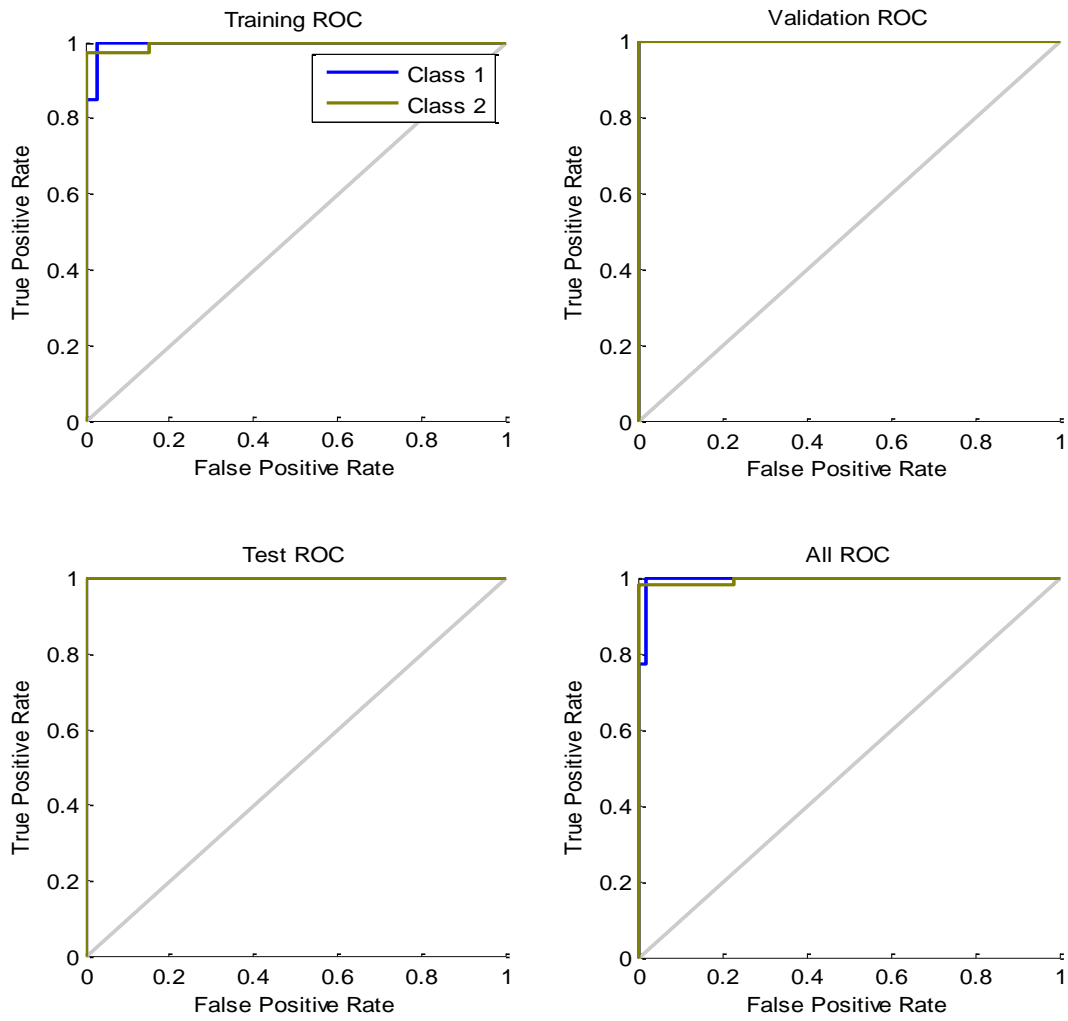 Training ROC
1
0.8
0.6
0.4
0.2
0
True Positive Rate
Class 1
Class 2
0 0.2 0.4 0.6 0.8 1
False Positive Rate
Validation ROC
1
0.8
0.6
0.4
0.2
0
True Positive Rate
0 0.2 0.4 0.6 0.8 1
False Positive Rate
Test ROC
1
0.8
0.6
0.4
0.2
0
True Positive Rate
0 0.2 0.4 0.6 0.8 1
False Positive Rate
All ROC
1
0.8
0.6
0.4
0.2
0
True Positive Rate
0 0.2 0.4 0.6 0.8 1
False Positive Rate